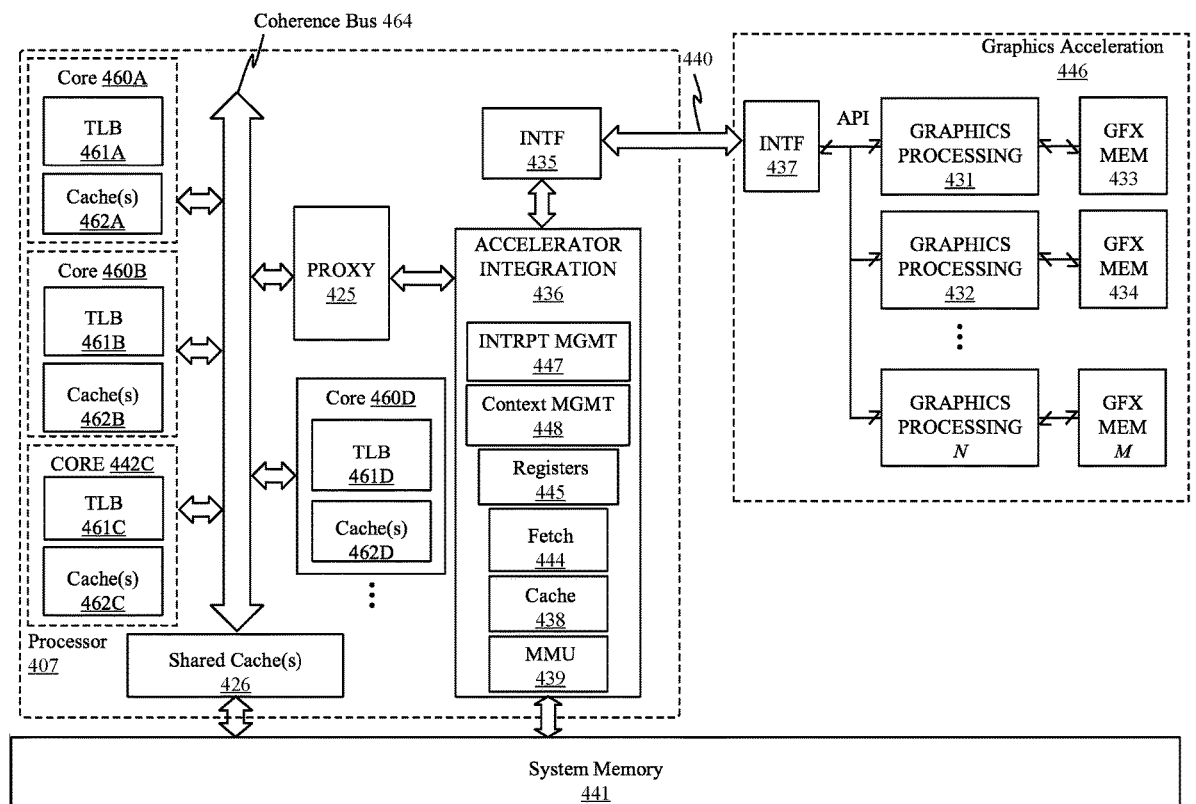 Coherence Bus 464
Core 460A
TLB
461A
Cache(s)
462A
Core 460B
TLB
461B
Cache(s)
462B
CORE 442C
TLB
461C
Cache(s)
462C
Processor
407
Shared Cache(s)
426
PROXY
425
Core 460D
TLB
461D
Cache(s)
462D
INTF
435
ACCELERATOR
INTEGRATION
436
INTRPT MGMT
447
Context MGMT
448
Registers
445
Fetch
444
Cache
438
MMU
439
440
Graphics Acceleration
446
INTF
437
API
GRAPHICS
PROCESSING
431
GFX
MEM
433
GRAPHICS
PROCESSING
432
GFX
MEM
434
GRAPHICS
PROCESSING
N
GFX
MEM
M
System Memory
441